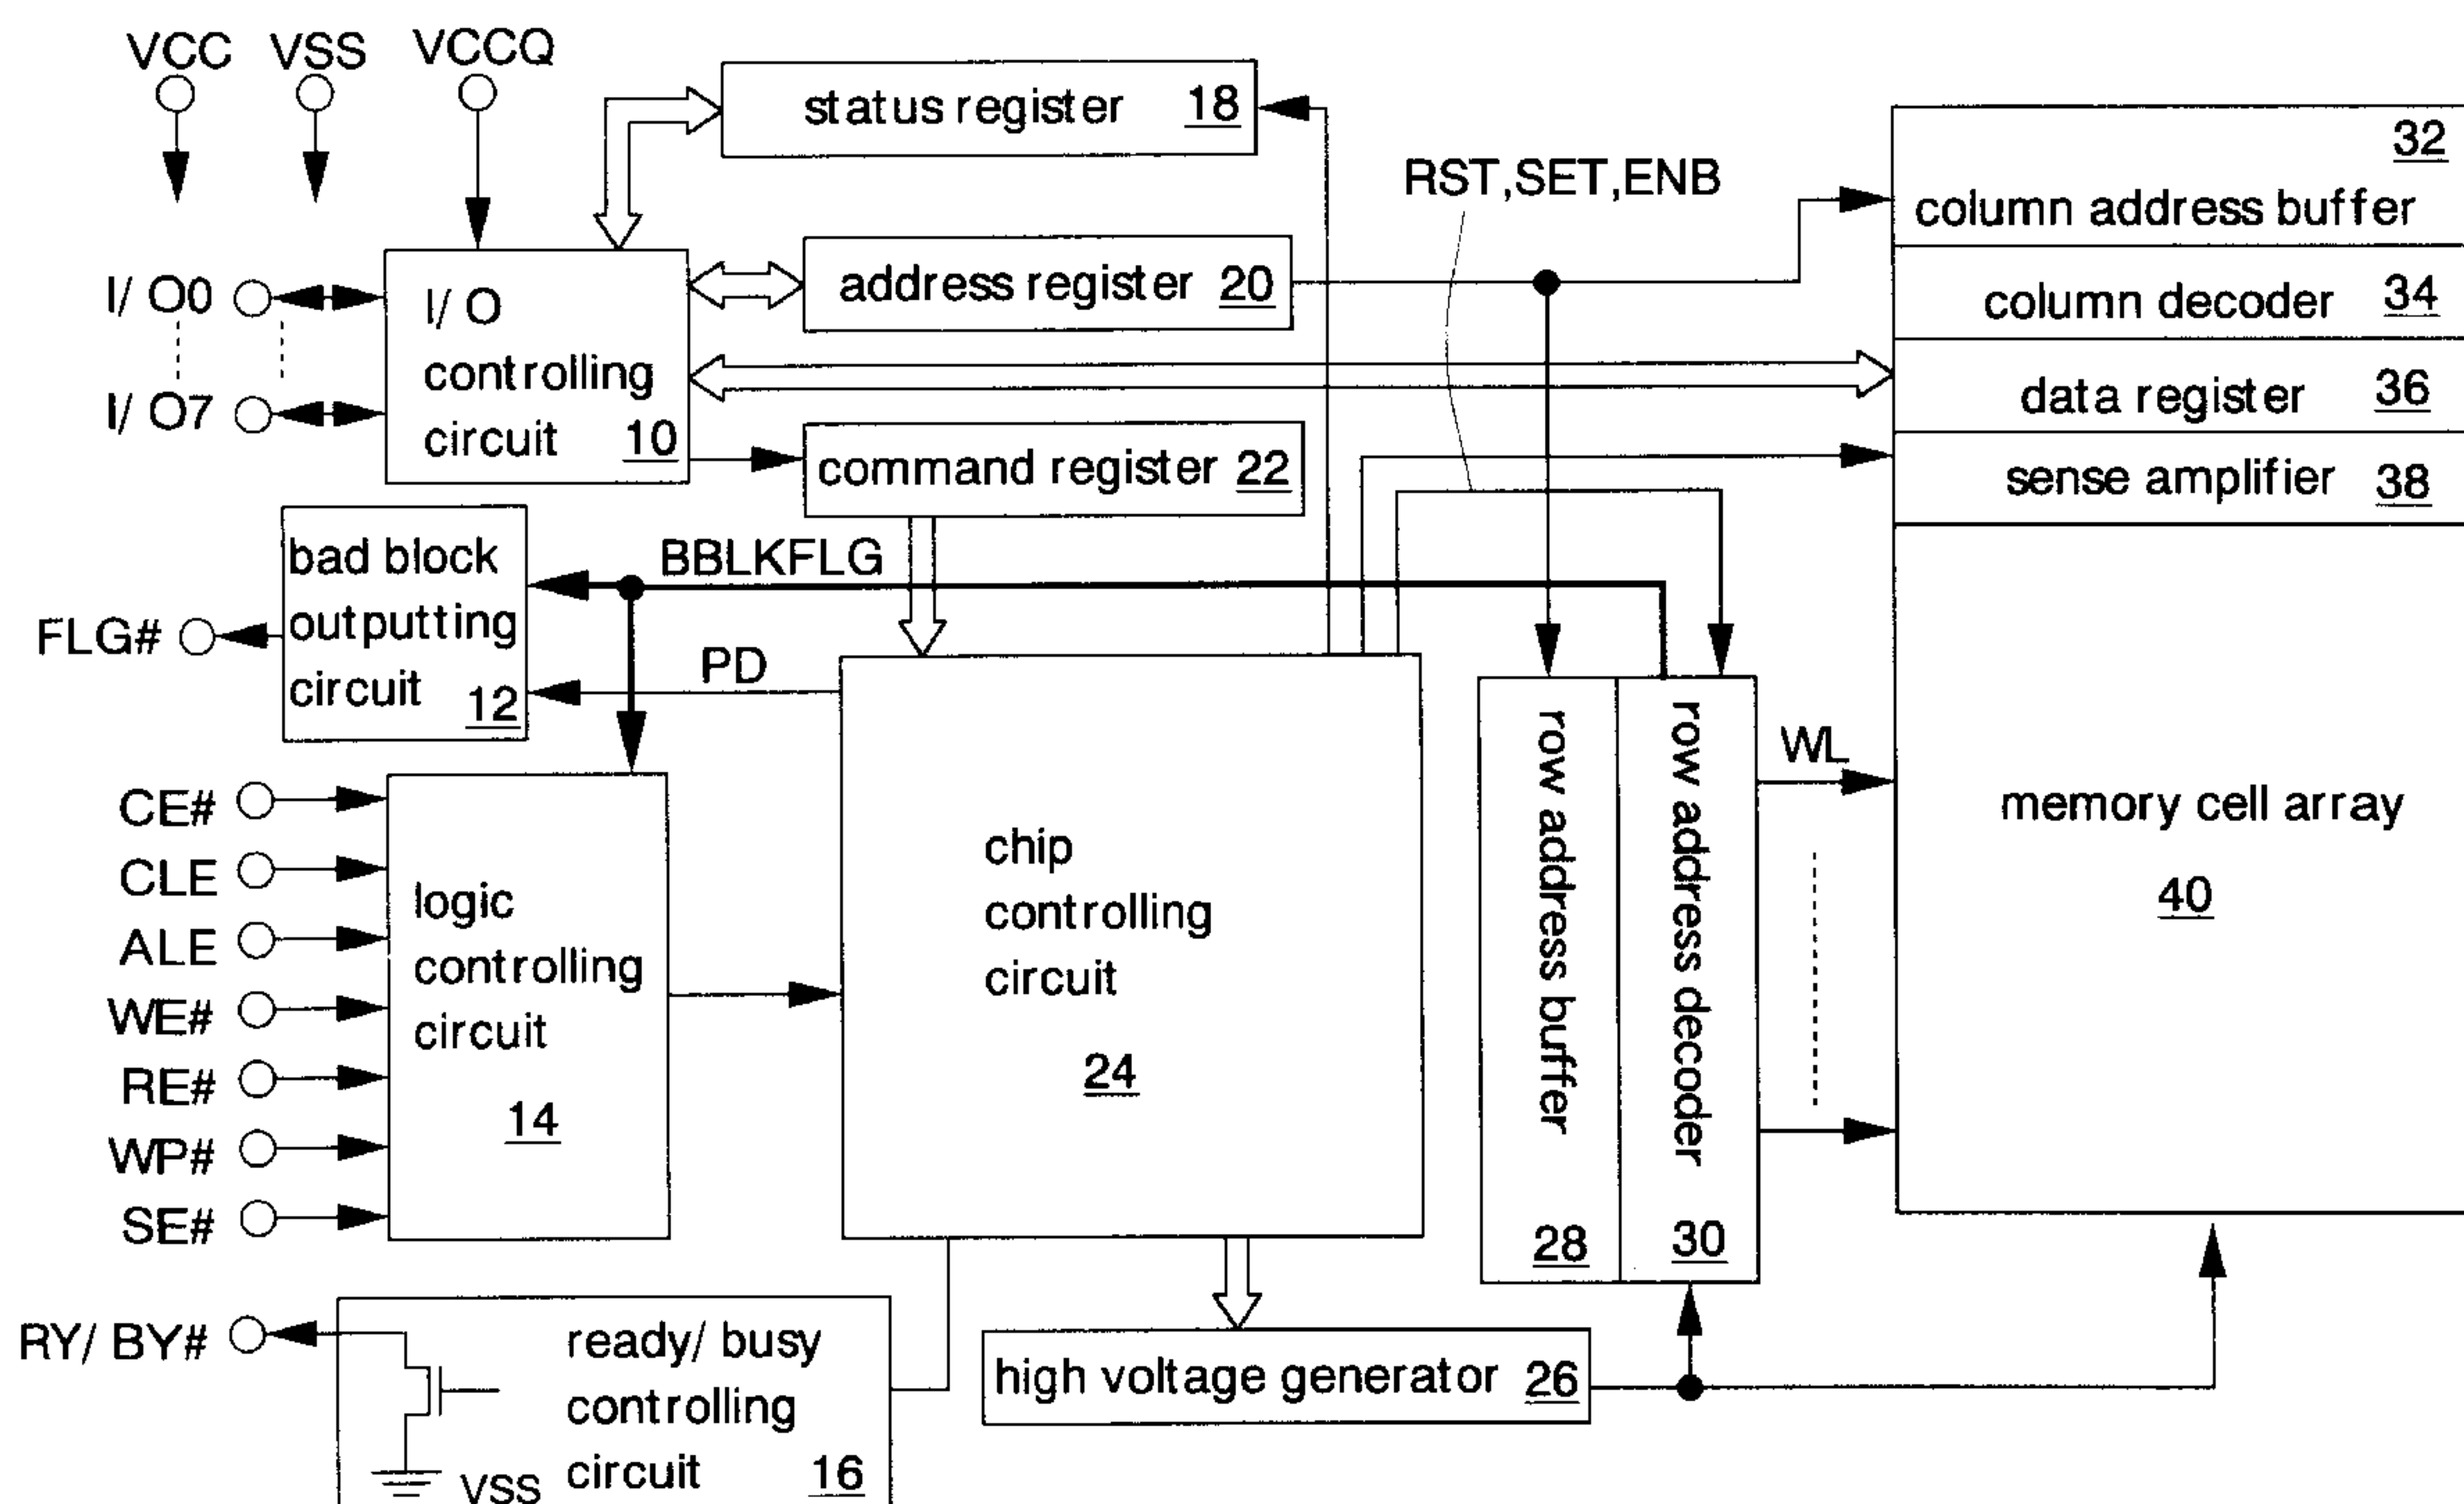 VCC VSS VCCQ
status register 18
32
RST,SET,ENB
column address buffer
I/O0
I/O
controlling
circuit 10
address register 20
column decoder 34
I/O7
data register 36
command register 22
sense amplifier 38
bad block
outputting
circuit 12
BBLKFLG
FLG#
PD
CE#
CLE
ALE
WE#
RE#
WP#
SE#
logic
controlling
circuit
14
chip
controlling
circuit
24
row address buffer
28
row address decoder
30
WL
memory cell array
40
RY/BY#
ready/busy
controlling
circuit 16
VSS
high voltage generator 26